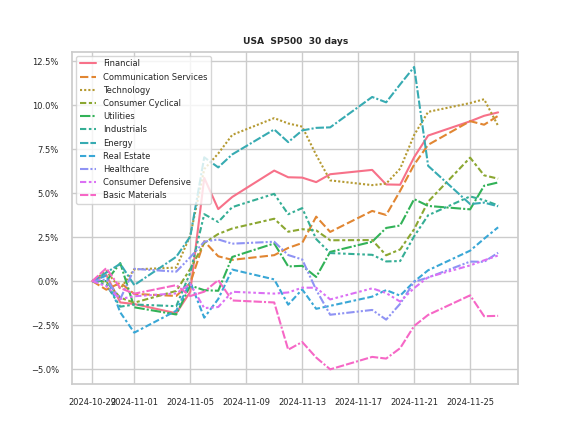 USA SP500 30 days
Financial
Communication Services
Technology
Consumer Cyclical
Utilities
Industrials
Energy
Real Estate
Healthcare
Consumer Defensive
Basic Materials
12.5%
10.0%
7.5%
5.0%
2.5%
0.0%
−2.5%
−5.0%
2024-10-29 2024-11-01 2024-11-05 2024-11-09 2024-11-13 2024-11-17 2024-11-21 2024-11-25